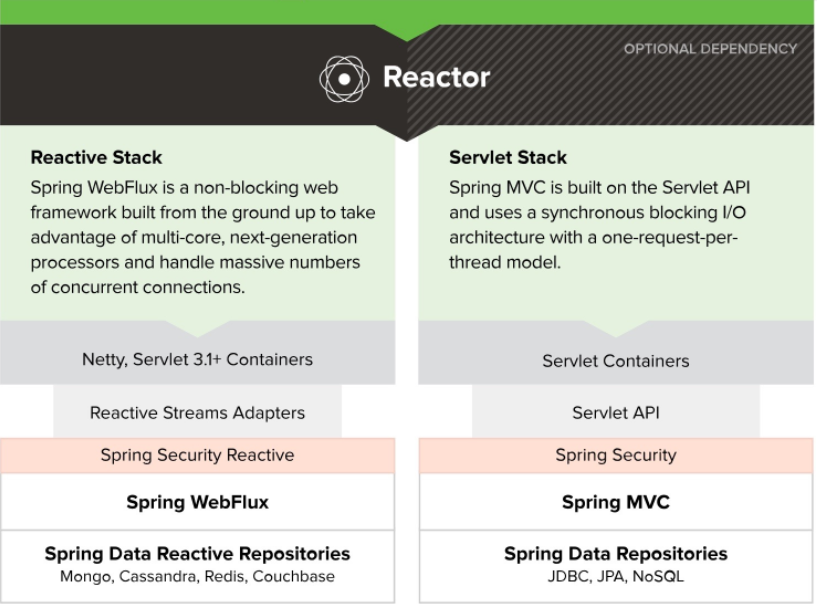 OPTIONAL DEPENDENCY
Reactor
Reactive Stack
Spring WebFlux is a non-blocking web
framework built from the ground up to take
advantage of multi-core, next-generation
processors and handle massive numbers
of concurrent connections.
Netty, Servlet 3.1+ Containers
Reactive Streams Adapters
Spring Security Reactive
Spring WebFlux
Spring Data Reactive Repositories
Mongo, Cassandra, Redis, Couchbase
Servlet Stack
Spring MVC is built on the Servlet API
and uses a synchronous blocking I/O
architecture with a one-request-per-
thread model.
Servlet Containers
Servlet API
Spring Security
Spring MVC
Spring Data Repositories
JDBC, JPA, NoSQL